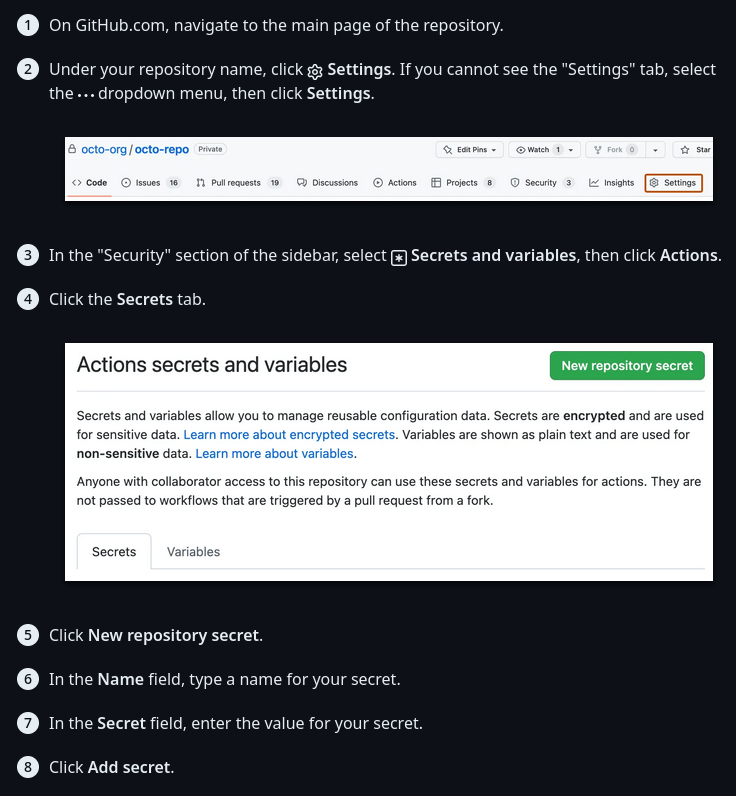 1 On GitHub.com, navigate to the main page of the repository.
2 Under your repository name, click Settings. If you cannot see the "Settings" tab, select
the ··· dropdown menu, then click Settings.
octo-org / octo-repo Private Edit Pins Watch 1 Fork 0 Star
Code Issues 16 Pull requests 19 Discussions Actions Projects 8 Security 3 Insights Settings
3 In the "Security" section of the sidebar, select Secrets and variables, then click Actions.
4 Click the Secrets tab.
Actions secrets and variables New repository secret
Secrets and variables allow you to manage reusable configuration data. Secrets are encrypted and are used
for sensitive data. Learn more about encrypted secrets. Variables are shown as plain text and are used for
non-sensitive data. Learn more about variables.
Anyone with collaborator access to this repository can use these secrets and variables for actions. They are
not passed to workflows that are triggered by a pull request from a fork.
Secrets Variables
5 Click New repository secret.
6 In the Name field, type a name for your secret.
7 In the Secret field, enter the value for your secret.
8 Click Add secret.